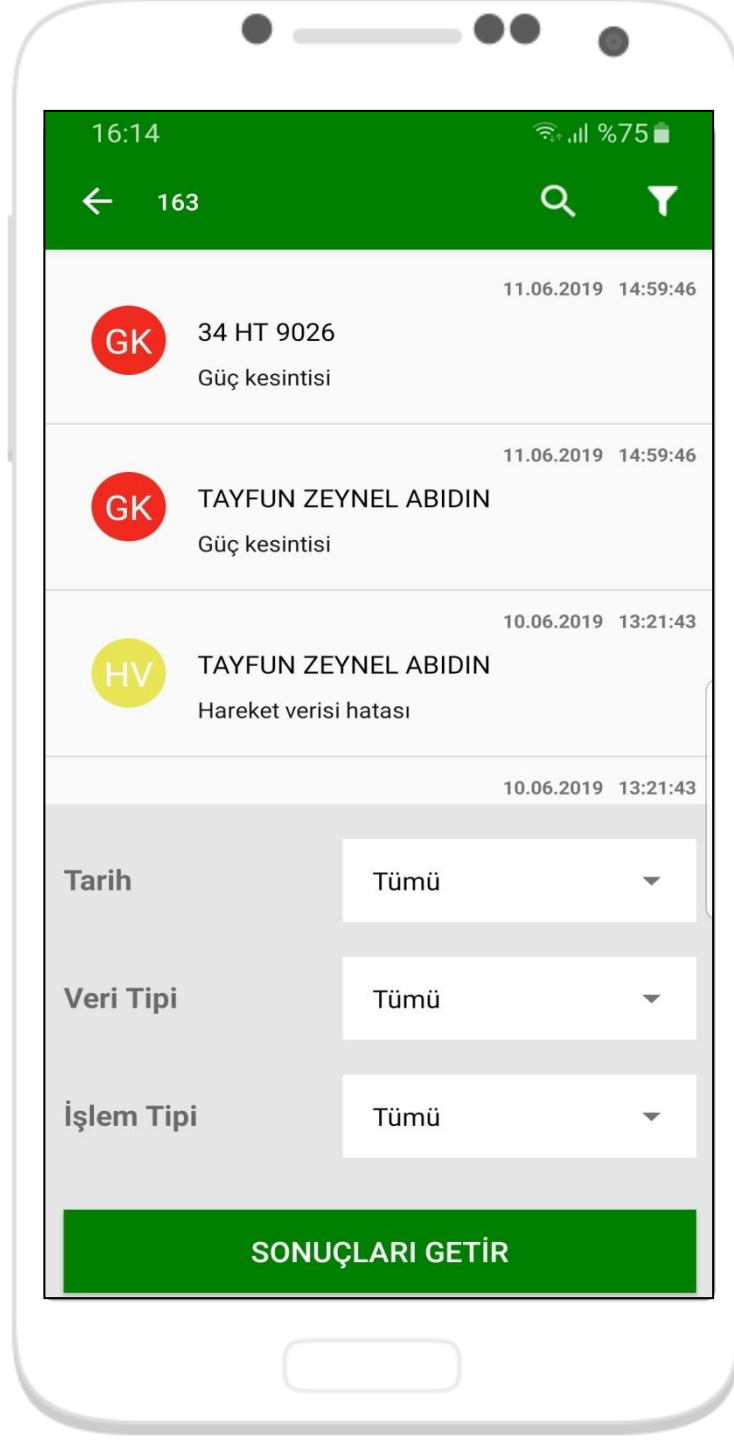 16:14 %75
163
11.06.2019 14:59:46
GK
34 HT 9026
Güç kesintisi
11.06.2019 14:59:46
GK
TAYFUN ZEYNEL ABIDIN
Güç kesintisi
10.06.2019 13:21:43
HV
TAYFUN ZEYNEL ABIDIN
Hareket verisi hatası
10.06.2019 13:21:43
Tarih Tümü
Veri Tipi Tümü
İşlem Tipi Tümü
SONUÇLARI GETİR